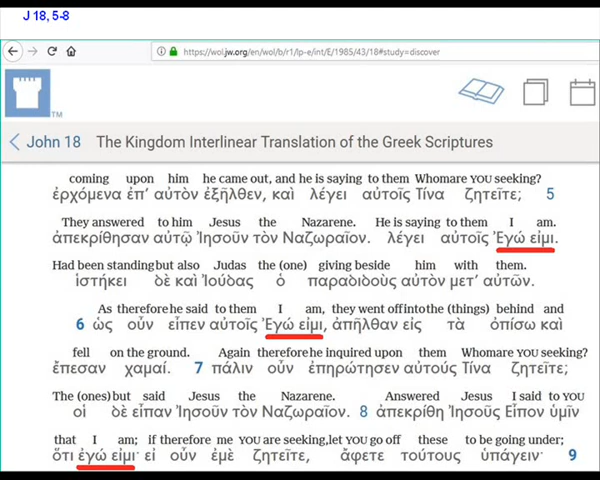 J 18, 5-8
https://wol.jw.org/en/wol/b/r1/lp-e/int/E/1985/43/18#study=discover
TM
John 18 The Kingdom Interlinear Translation of the Greek Scriptures
coming upon him he came out, and he is saying to them Whomare YOU seeking?
ἐρχόμενα ἐπ’ αὐτὸν ἐξῆλθεν, καὶ λέγει αὐτοῖς Τίνα ζητεῖτε; 5
They answered to him Jesus the Nazarene. He is saying to them I am.
ἀπεκρίθησαν αὐτῷ Ἰησοῦν τὸν Ναζωραῖον. λέγει αὐτοῖς Ἐγώ εἰμι.
Had been standingbut also Judas the (one) giving beside him with them.
ἱστήκει δὲ καὶ Ἰούδας ὁ παραδιδοὺς αὐτὸν μετ’ αὐτῶν.
As therefore he said to them I am, they went offinto the (things) behind and
6 ὡς οὖν εἶπεν αὐτοῖς Ἐγώ εἰμι, ἀπῆλθαν εἰς τὰ ὀπίσω καὶ
fell on the ground. Again therefore he inquired upon them Whomare YOU seeking?
ἔπεσαν χαμαί. 7 πάλιν οὖν ἐπηρώτησεν αὐτούς Τίνα ζητεῖτε;
The (ones) but said Jesus the Nazarene. Answered Jesus I said to YOU
οἱ δὲ εἶπαν Ἰησοῦν τὸν Ναζωραῖον. 8 ἀπεκρίθη Ἰησοῦς Εἶπον ὑμῖν
that I am; if therefore me YOU are seeking,let YOU go off these to be going under;
ὅτι ἐγώ εἰμι· εἰ οὖν ἐμὲ ζητεῖτε, ἄφετε τούτους ὑπάγειν· 9